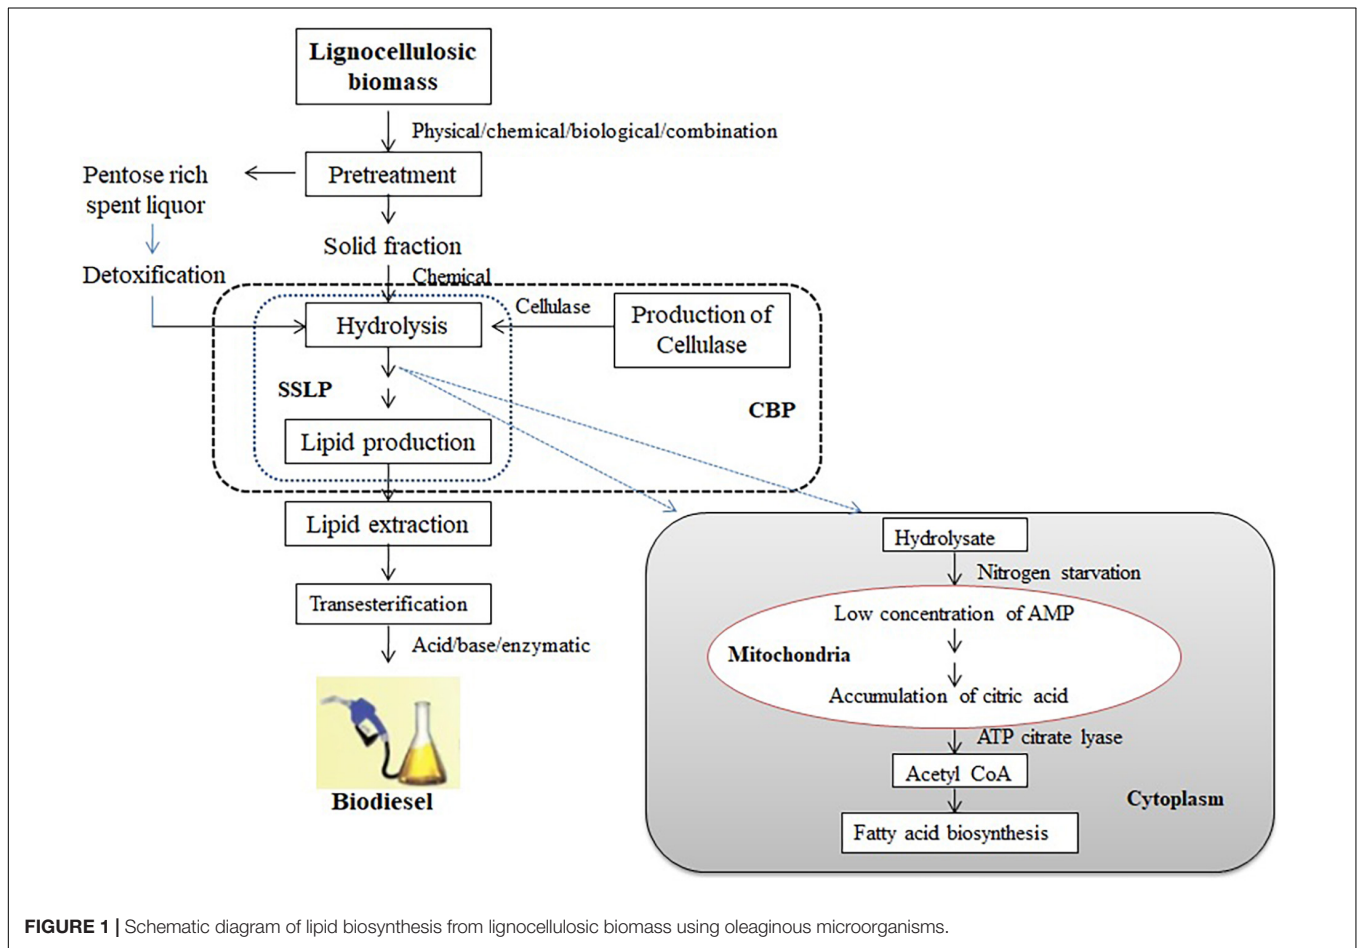 Lignocellulosic
biomass
Physical/chemical/biological/combination
Pretreatment
Pentose rich
spent liquor
Detoxification
Solid fraction
Chemical
Hydrolysis
Cellulase
Production of
Cellulase
SSLP
CBP
Lipid production
Lipid extraction
Transesterification
Acid/base/enzymatic
Biodiesel
Hydrolysate
Nitrogen starvation
Low concentration of AMP
Mitochondria
Accumulation of citric acid
ATP citrate lyase
Acetyl CoA
Cytoplasm
Fatty acid biosynthesis
FIGURE 1 | Schematic diagram of lipid biosynthesis from lignocellulosic biomass using oleaginous microorganisms.